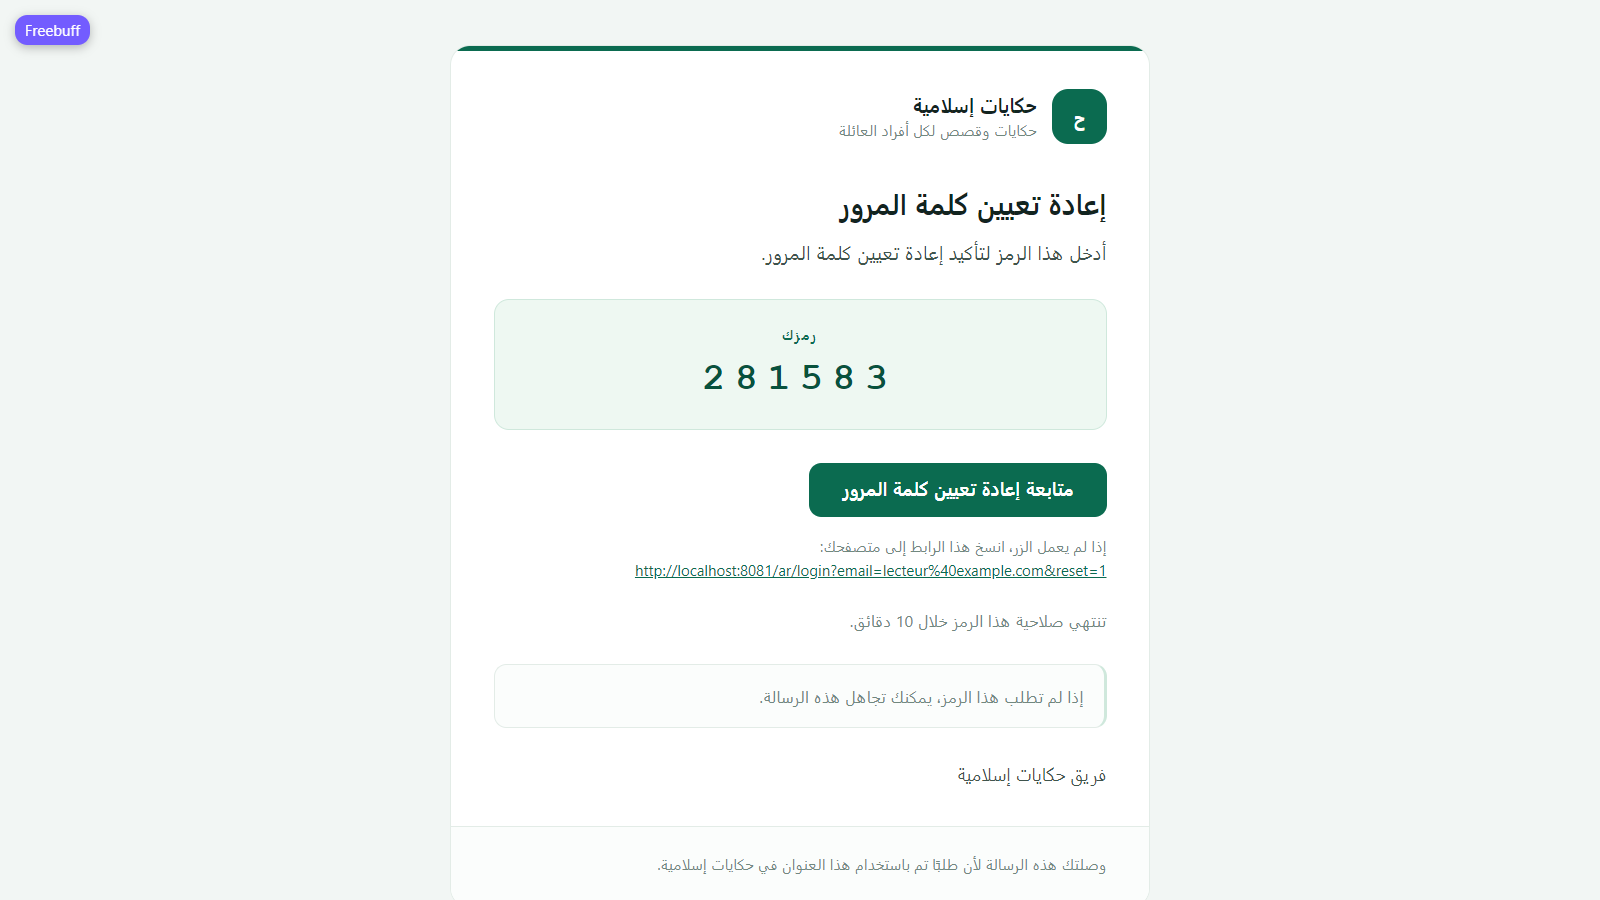 Freebuff
ح
حكايات إسلامية
حكايات وقصص لكل أفراد العائلة
إعادة تعيين كلمة المرور
أدخل هذا الرمز لتأكيد إعادة تعيين كلمة المرور.
رمزك
281583
متابعة إعادة تعيين كلمة المرور
إذا لم يعمل الزر، انسخ هذا الرابط إلى متصفحك:
http://localhost:8081/ar/login?email=lecteur%40example.com&reset=1
تنتهي صلاحية هذا الرمز خلال 10 دقائق.
إذا لم تطلب هذا الرمز، يمكنك تجاهل هذه الرسالة.
فريق حكايات إسلامية
وصلتك هذه الرسالة لأن طلبًا تم باستخدام هذا العنوان في حكايات إسلامية.